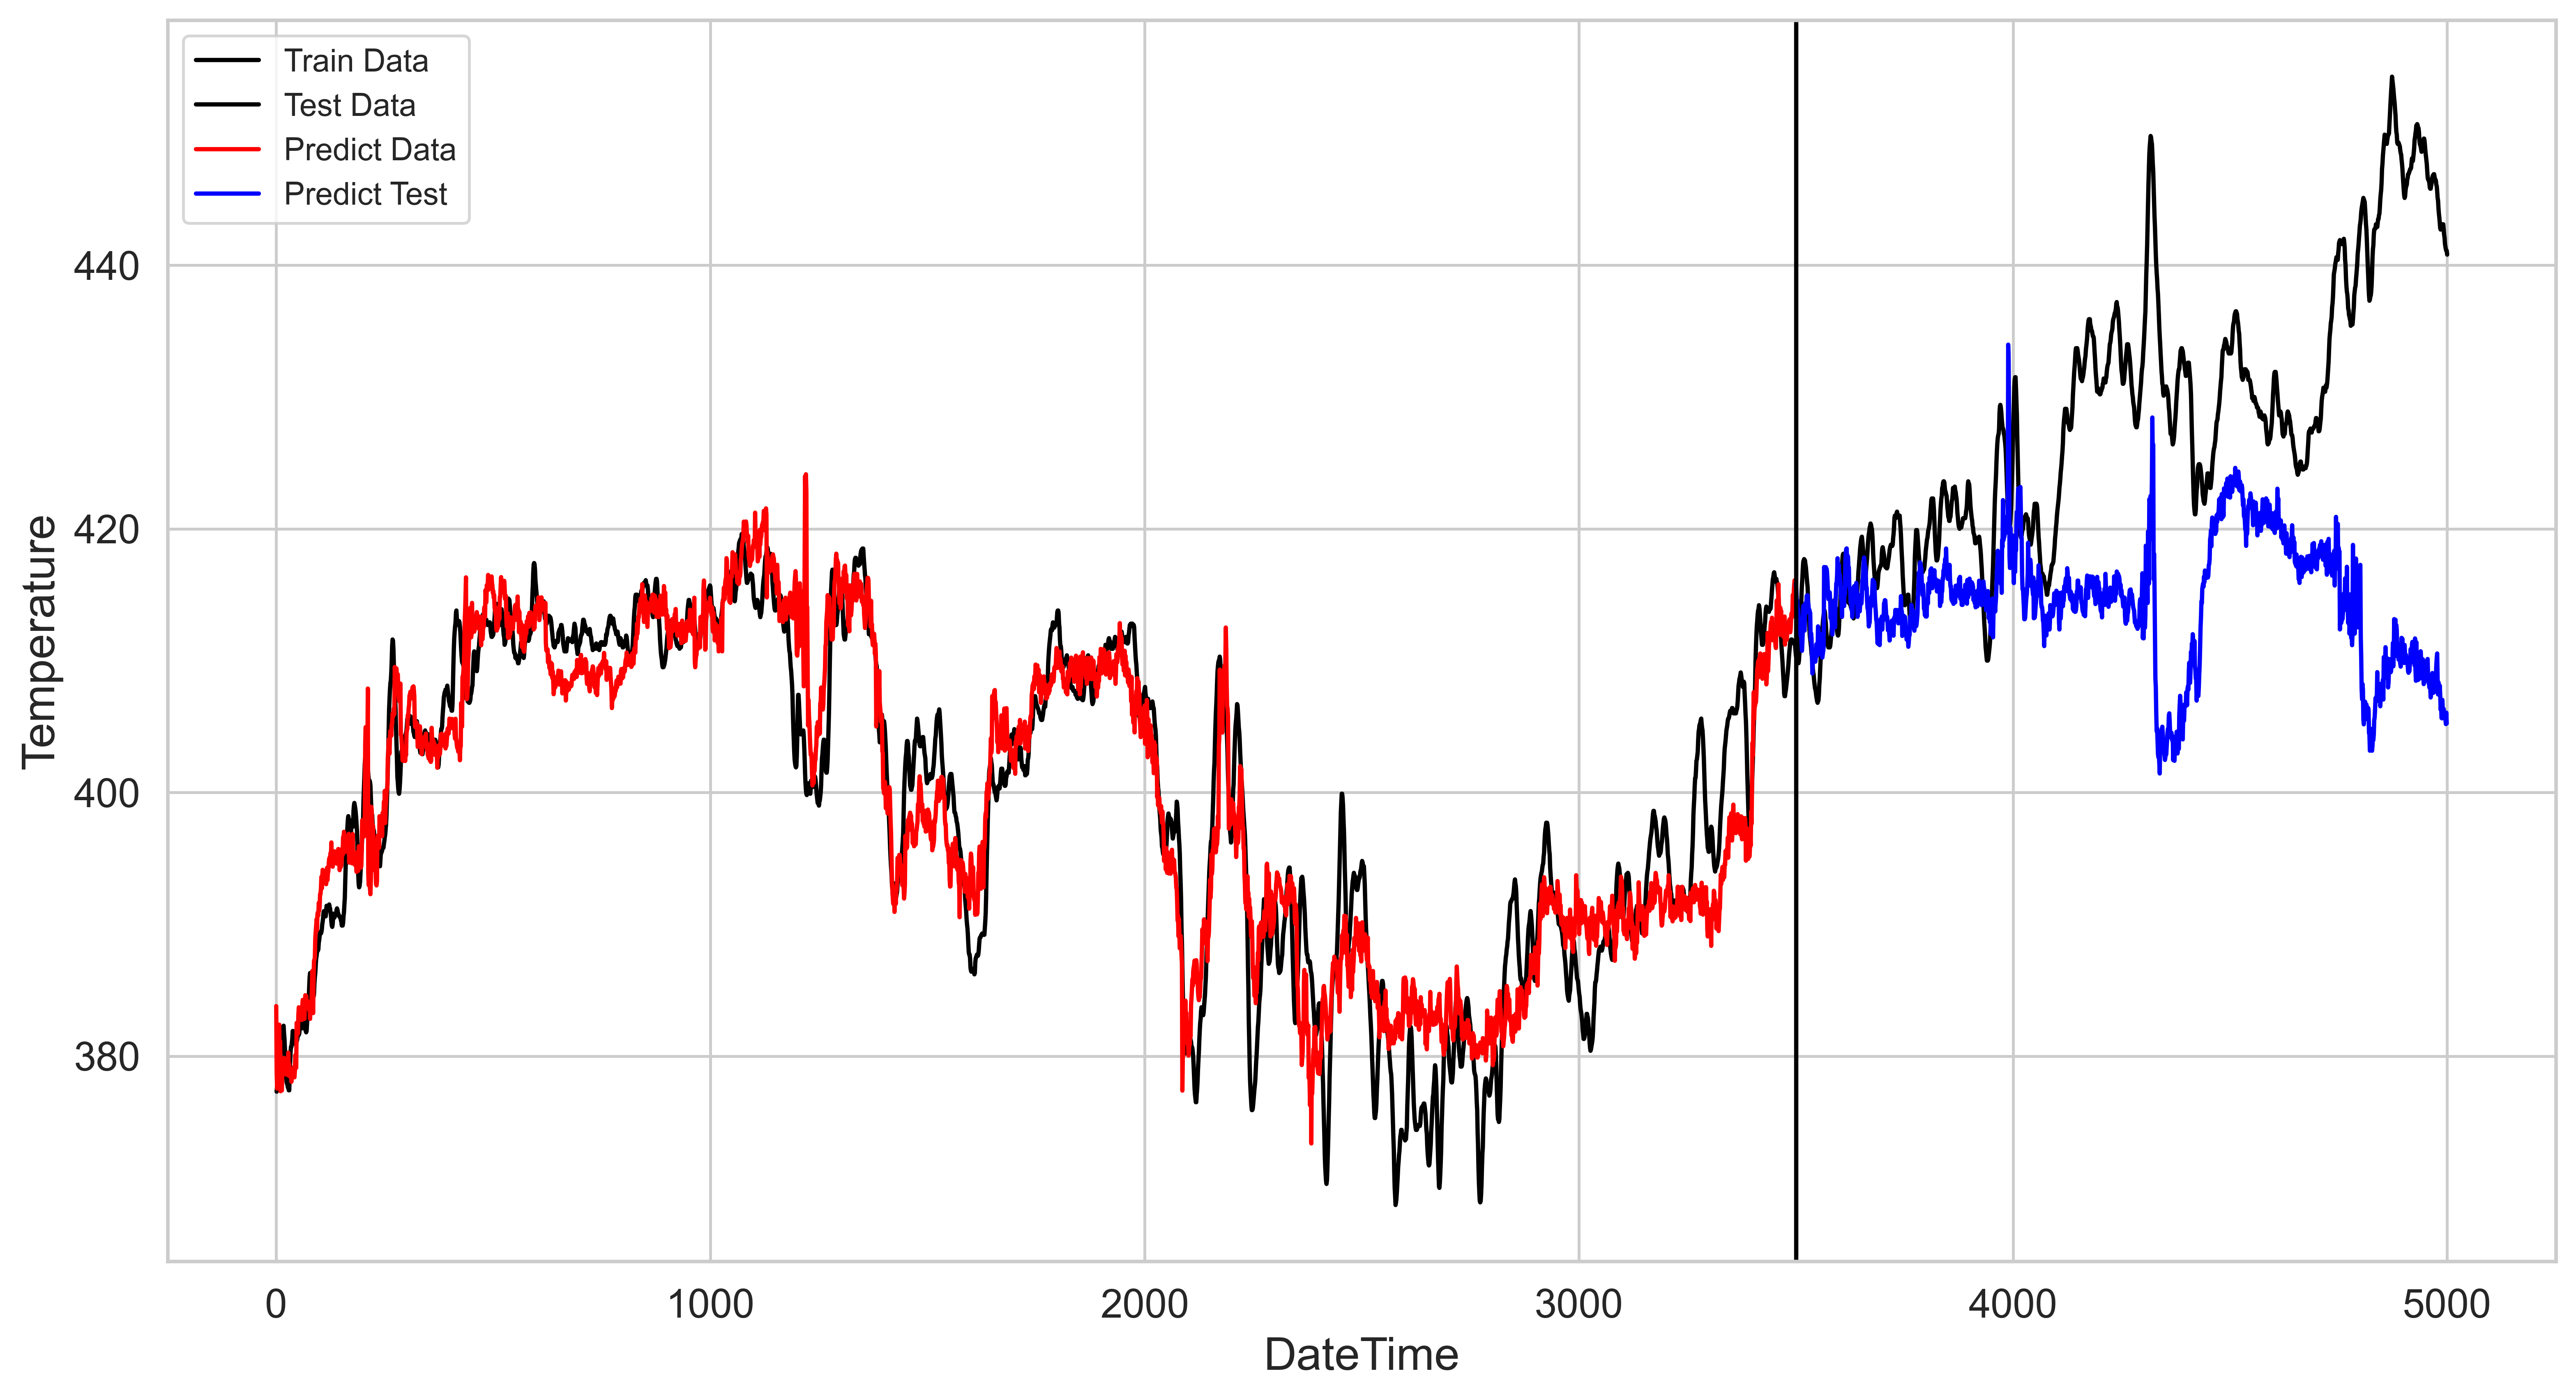 Train Data
Test Data
Predict Data
Predict Test
Temperature
440
420
400
380
0 1000 2000 3000 4000 5000
DateTime